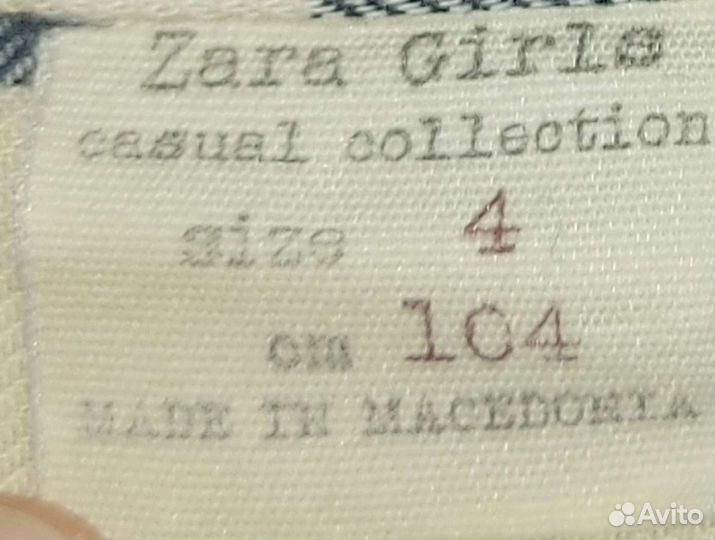 Zara Girls
casual collection
size 4
cm 104
MADE IN MACEDONIA
Avito